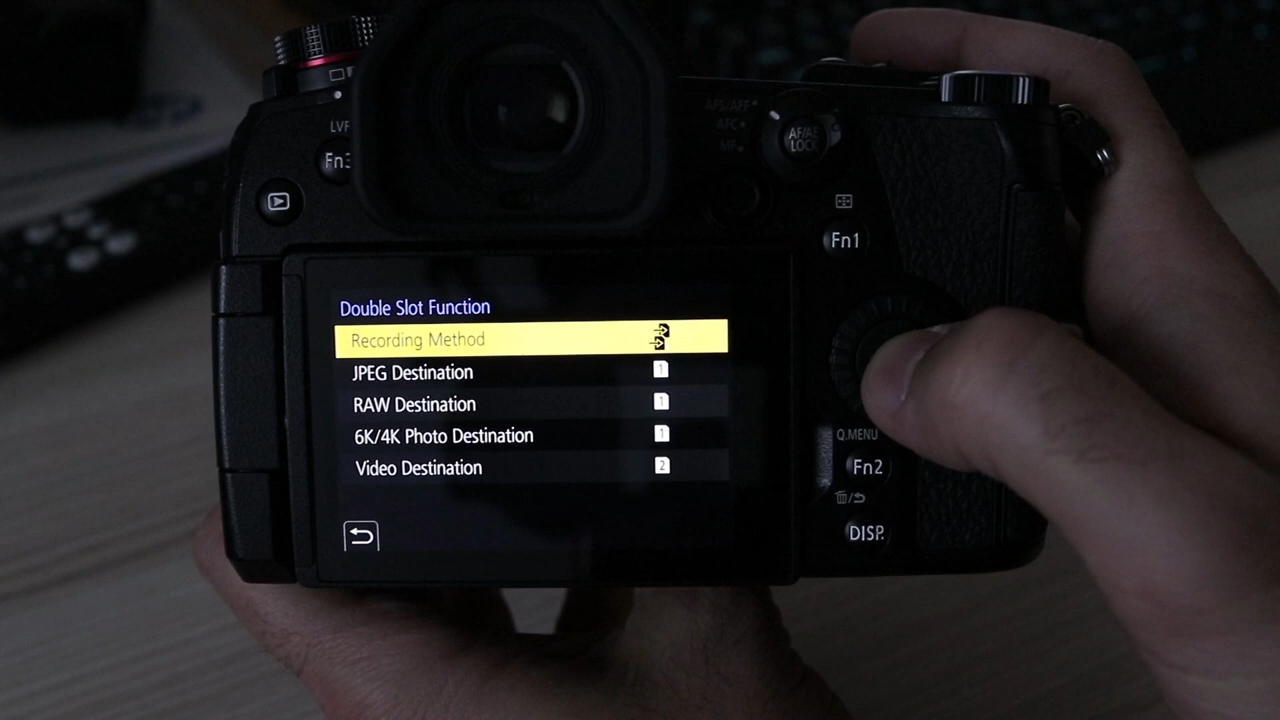 LVF
Fn3
AFS/AFF
AFC
MF
AF/AE
LOCK
Fn1
Double Slot Function
Recording Method
JPEG Destination 1
RAW Destination 1
6K/4K Photo Destination 1
Video Destination 2
Q.MENU
Fn2
DISP.